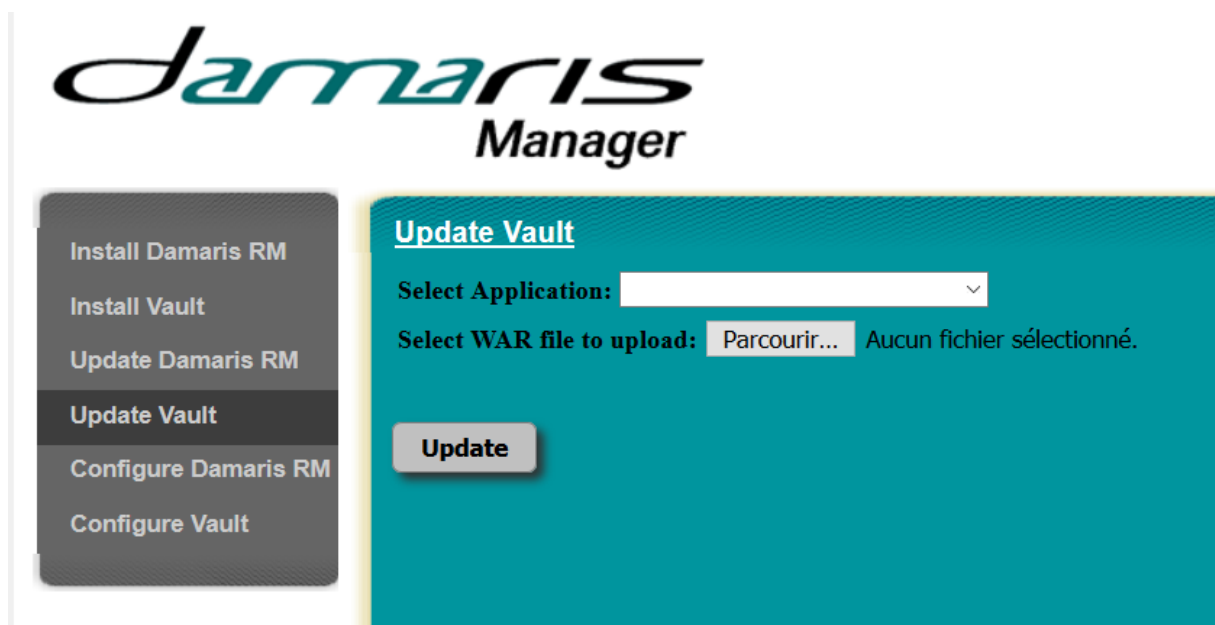 damaris
Manager
Install Damaris RM
Install Vault
Update Damaris RM
Update Vault
Configure Damaris RM
Configure Vault
Update Vault
Select Application:
Select WAR file to upload: Parcourir... Aucun fichier sélectionné.
Update